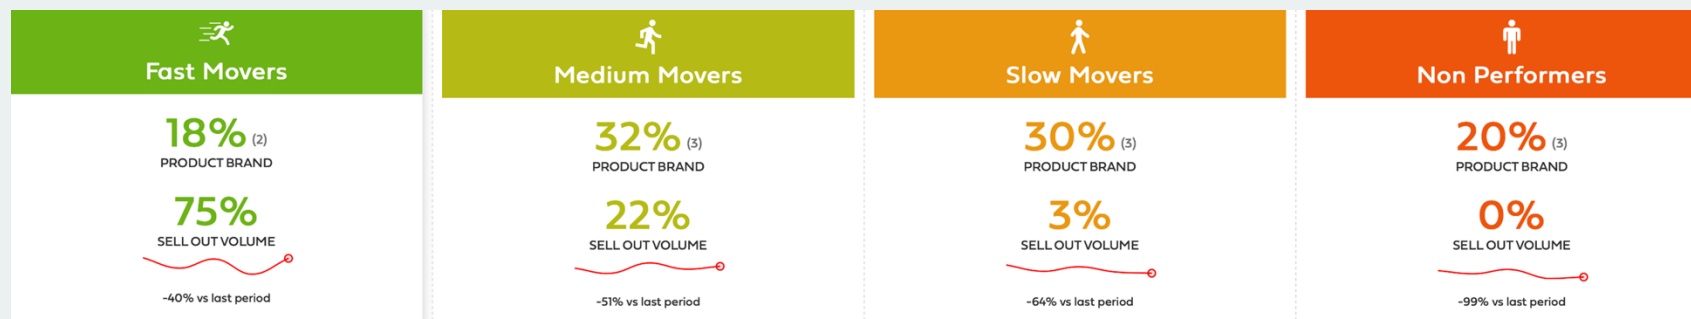 Fast Movers
18% (2)
PRODUCT BRAND
75%
SELL OUT VOLUME
-40% vs last period
Medium Movers
32% (3)
PRODUCT BRAND
22%
SELL OUT VOLUME
-51% vs last period
Slow Movers
30% (3)
PRODUCT BRAND
3%
SELL OUT VOLUME
-64% vs last period
Non Performers
20% (3)
PRODUCT BRAND
0%
SELL OUT VOLUME
-99% vs last period